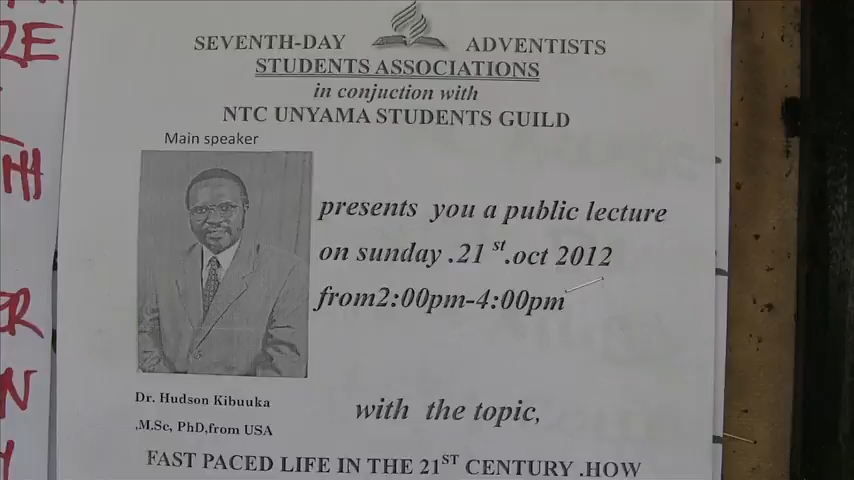 SEVENTH-DAY ADVENTISTS
STUDENTS ASSOCIATIONS
in conjuction with
NTC UNYAMA STUDENTS GUILD
Main speaker
presents you a public lecture
on sunday .21 st.oct 2012
from2:00pm-4:00pm
Dr. Hudson Kibuuka
,M.Sc, PhD,from USA
with the topic,
FAST PACED LIFE IN THE 21ST CENTURY .HOW